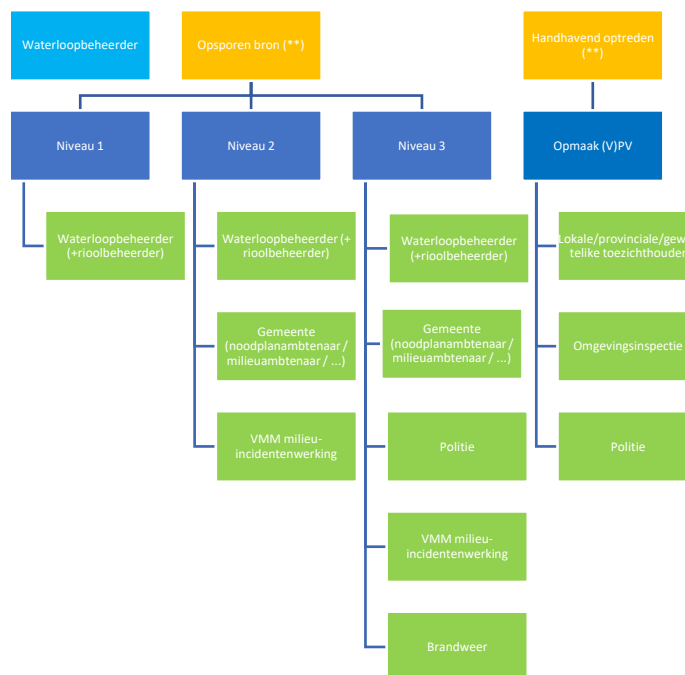 Waterloopbeheerder
Opsporen bron (**)
Handhavend optreden
(**)
Niveau 1
Niveau 2
Niveau 3
Opmaak (V)PV
Waterloopbeheerder
(+rioolbeheerder)
Waterloopbeheerder (+
rioolbeheerder)
Waterloopbeheerder
(+rioolbeheerder)
Lokale/provinciale/gew
telike toezichthouder
Gemeente
(noodplanambtenaar /
milieuambtenaar / ...)
Gemeente
(noodplanambtenaar /
milieuambtenaar / ...)
Omgevingsinspectie
VMM milieu-
incidentenwerking
Politie
Politie
VMM milieu-
incidentenwerking
Brandweer